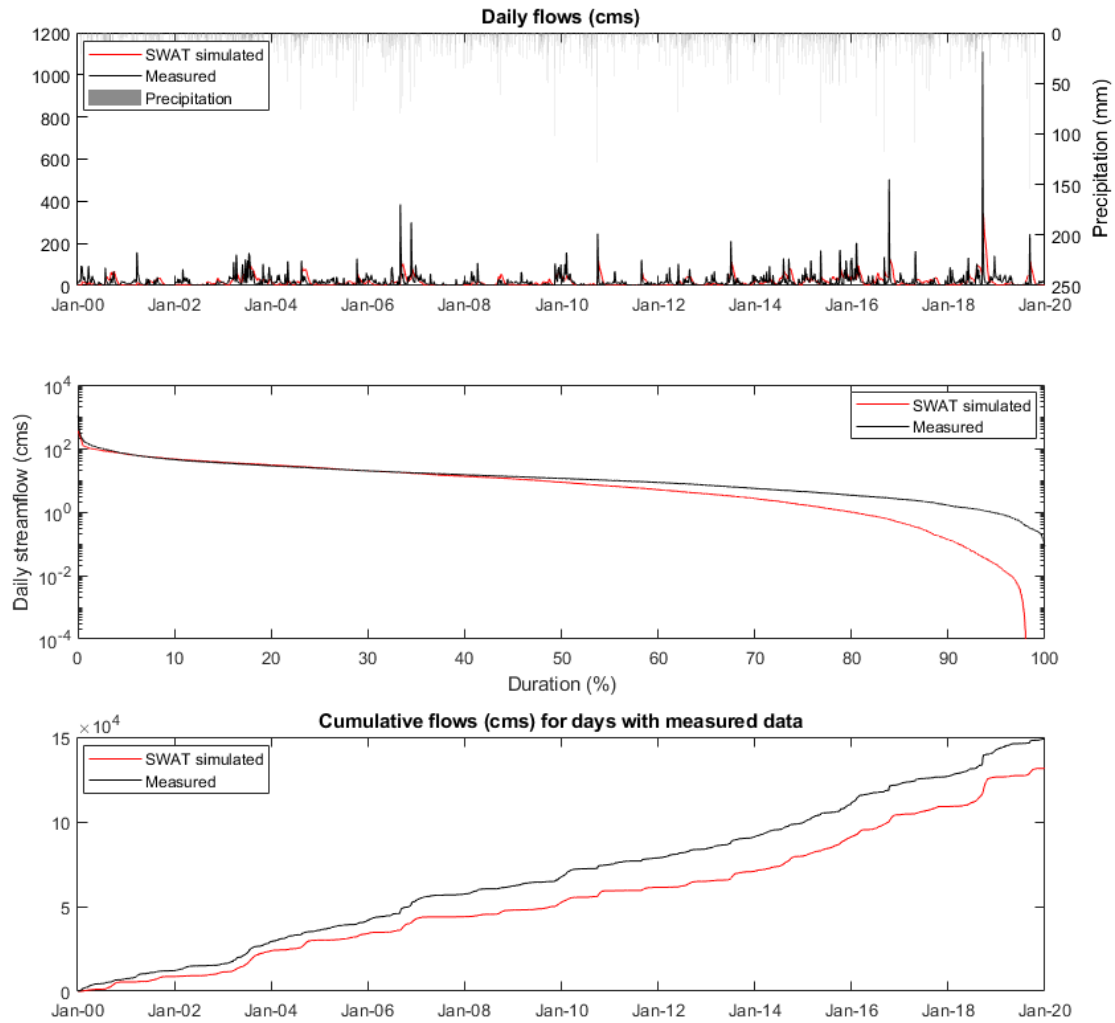 Daily flows (cms)
1200
1000
800
600
400
200
0
SWAT simulated
Measured
Precipitation
0
50
100
150
200
250
Precipitation (mm)
Jan-00 Jan-02 Jan-04 Jan-06 Jan-08 Jan-10 Jan-12 Jan-14 Jan-16 Jan-18 Jan-20
Daily streamflow (cms)
10^4
10^2
10^0
10^-2
10^-4
SWAT simulated
Measured
0 10 20 30 40 50 60 70 80 90 100
Duration (%)
Cumulative flows (cms) for days with measured data
×10^4
15
10
5
0
SWAT simulated
Measured
Jan-00 Jan-02 Jan-04 Jan-06 Jan-08 Jan-10 Jan-12 Jan-14 Jan-16 Jan-18 Jan-20